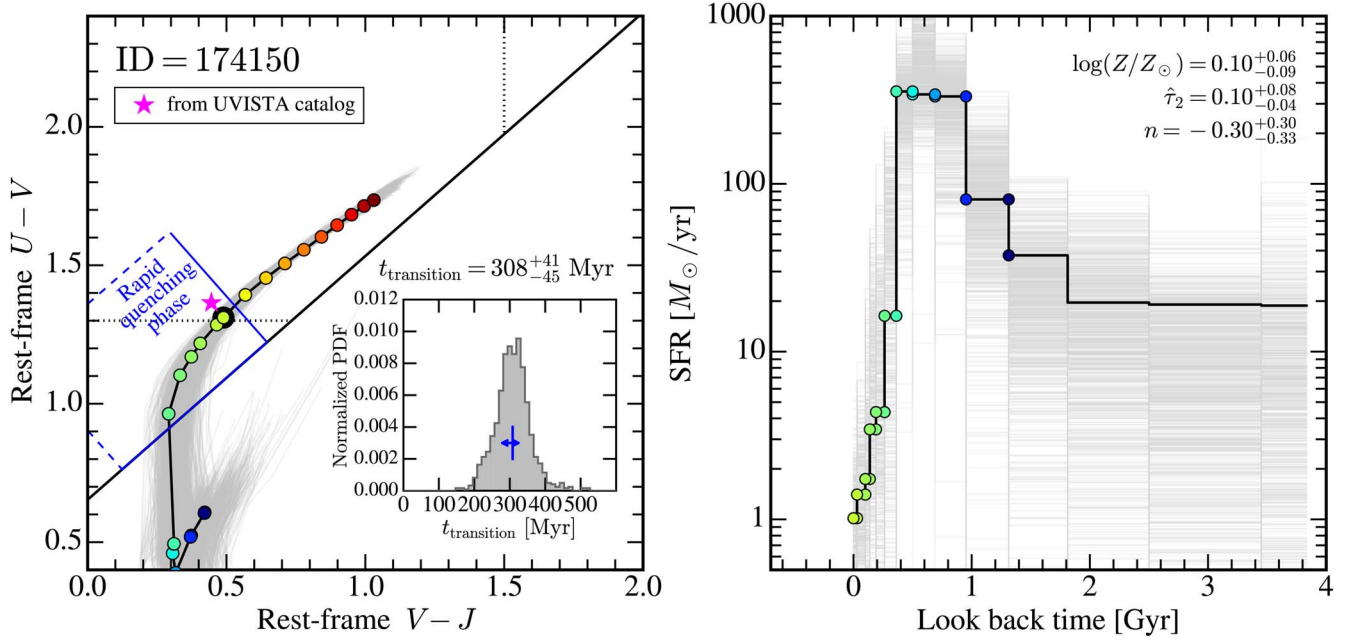 ID = 174150
★ from UVISTA catalog
Rapid
quenching
phase
t_transition = 308^{+41}_{-45} Myr
0.012
0.010
0.008
0.006
0.004
0.002
0.000
Normalized PDF
0 100 200 300 400 500
t_transition [Myr]
2.0
1.5
1.0
0.5
Rest-frame U − V
0.0 0.5 1.0 1.5 2.0
Rest-frame V − J
log(Z/Z_⊙) = 0.10^{+0.06}_{-0.09}
τ̂_2 = 0.10^{+0.08}_{-0.04}
n = −0.30^{+0.30}_{-0.33}
1000
100
10
1
SFR [M_⊙/yr]
0 1 2 3 4
Look back time [Gyr]